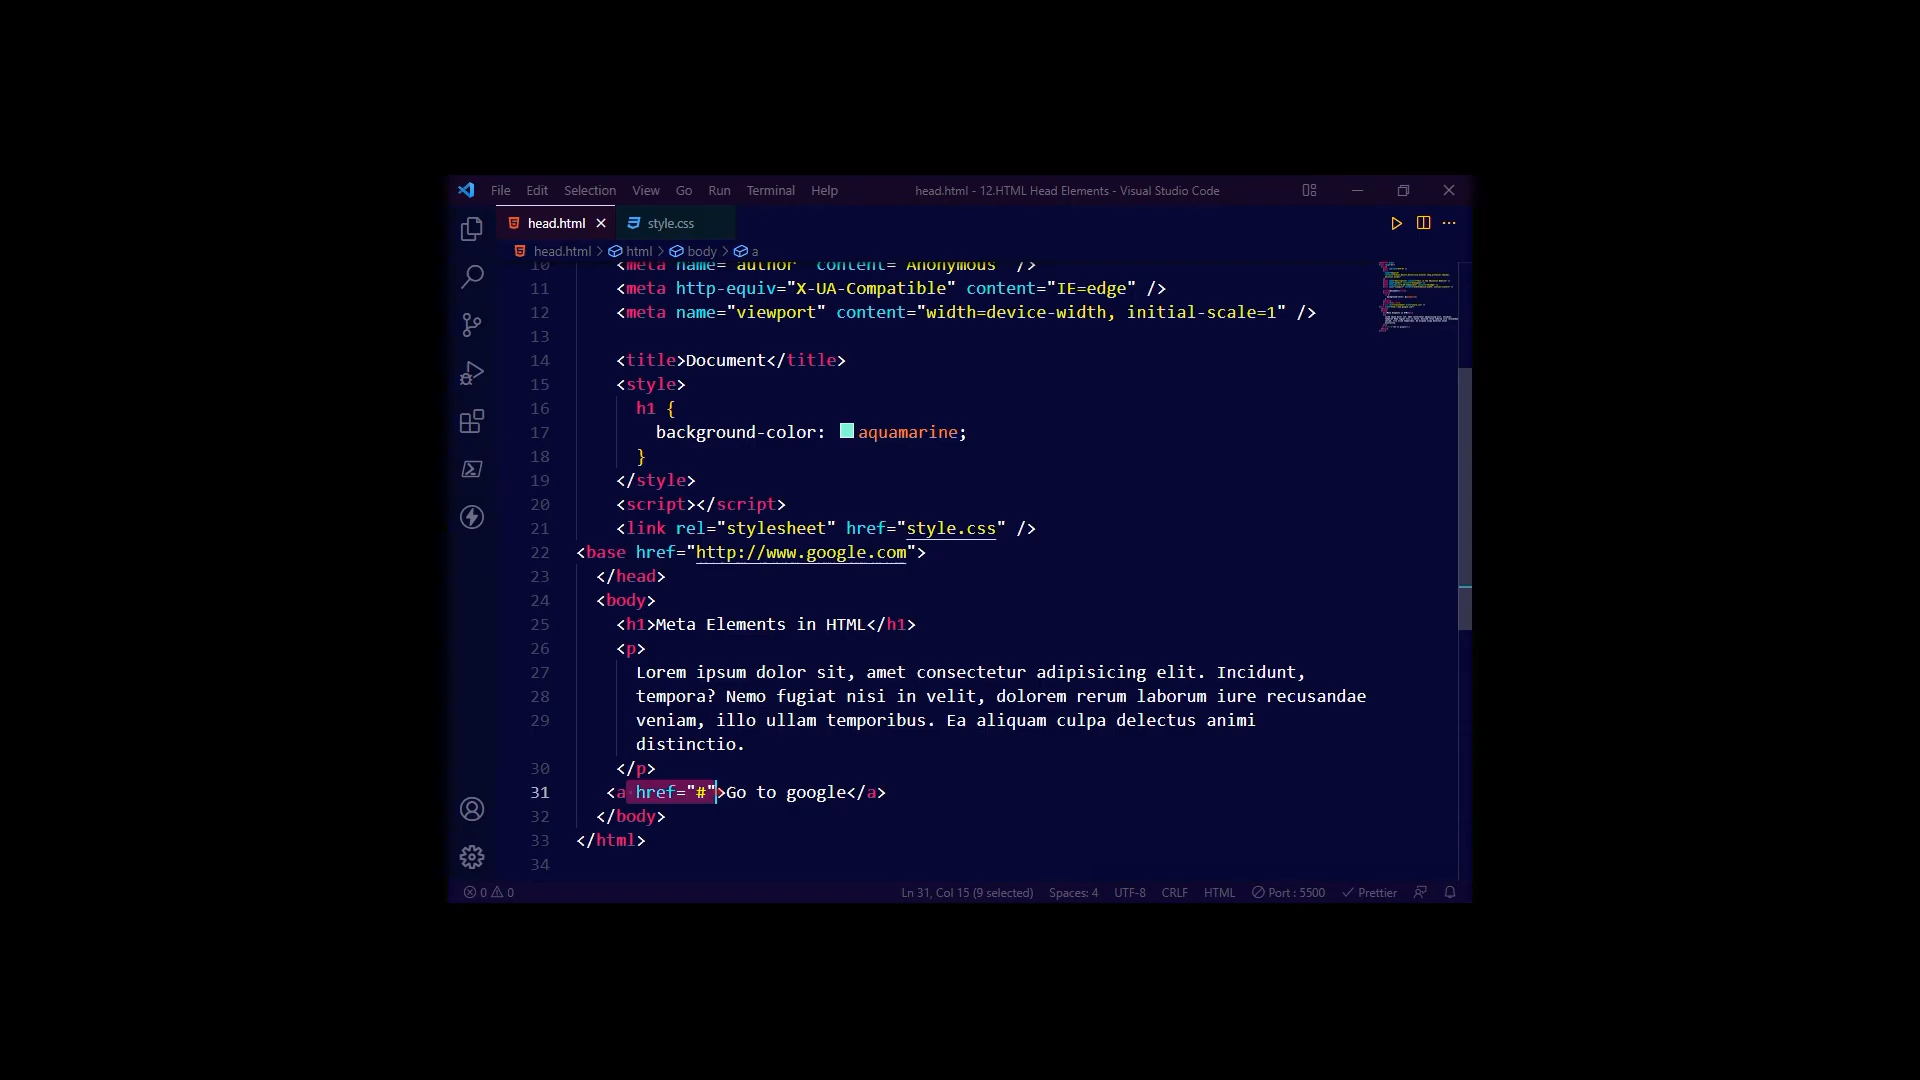 File Edit Selection View Go Run Terminal Help head.html - 12.HTML Head Elements - Visual Studio Code
head.html style.css
head.html > html > body > a
10 <meta name="author" content="Anonymous" />
11 <meta http-equiv="X-UA-Compatible" content="IE=edge" />
12 <meta name="viewport" content="width=device-width, initial-scale=1" />
13
14 <title>Document</title>
15 <style>
16 h1 {
17 background-color: aquamarine;
18 }
19 </style>
20 <script></script>
21 <link rel="stylesheet" href="style.css" />
22 <base href="http://www.google.com">
23 </head>
24 <body>
25 <h1>Meta Elements in HTML</h1>
26 <p>
27 Lorem ipsum dolor sit, amet consectetur adipisicing elit. Incidunt,
28 tempora? Nemo fugiat nisi in velit, dolorem rerum laborum iure recusandae
29 veniam, illo ullam temporibus. Ea aliquam culpa delectus animi
distinctio.
30 </p>
31 <a href="#">Go to google</a>
32 </body>
33 </html>
34
0 0 Ln 31, Col 15 (9 selected) Spaces: 4 UTF-8 CRLF HTML Port : 5500 Prettier